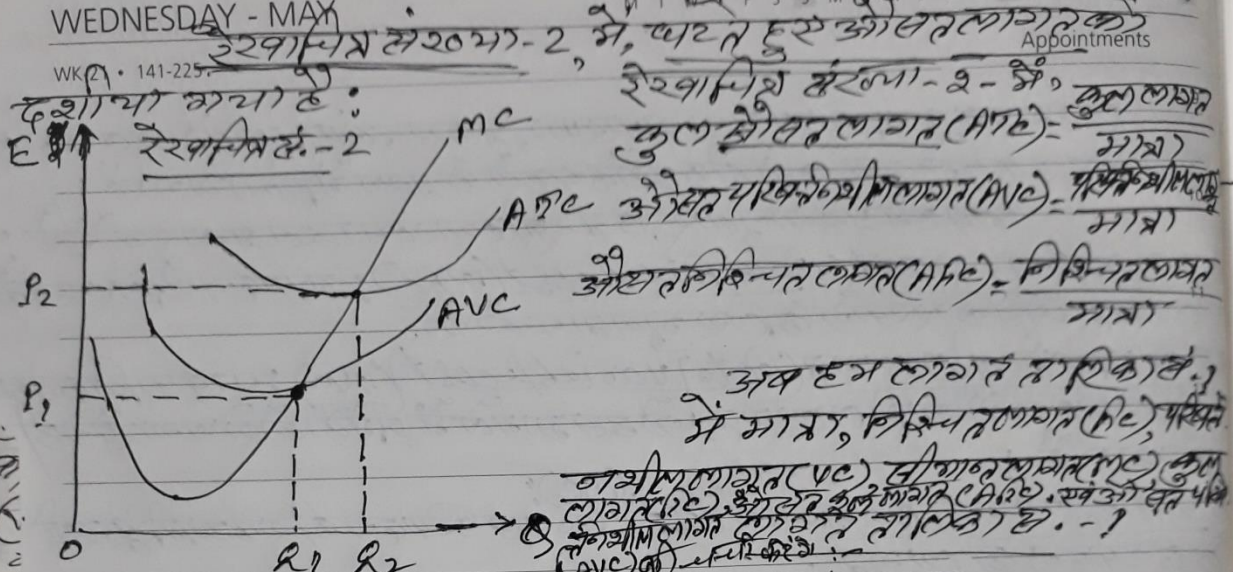 WEDNESDAY - MAY
Appointments
WK 21 • 141-225
रेखाचित्र संख्या-2, में, घटते हुए औसत लागत को
दर्शाया गया है:
रेखाचित्र सं.-2
E
MC
ATC
AVC
P2
P1
O
Q1 Q2
Q
रेखाचित्र संख्या-2- में,
कुल औसत लागत (ATC) = कुल लागत
मात्रा
औसत परिवर्तनशील लागत (AVC) = परिवर्तनशील लागत
मात्रा
औसत निश्चित लागत (AFC) = निश्चित लागत
मात्रा
अब हम लागत तालिका सं.1
में मात्रा, निश्चित लागत (FC), परिवर्त
नशील लागत (VC) सीमान्त लागत (MC) कुल
लागत (TC), औसत कुल लागत (ATC) एवं औसत परिव
र्तनशील लागत लागत तालिका सं. -1
(AVC) की